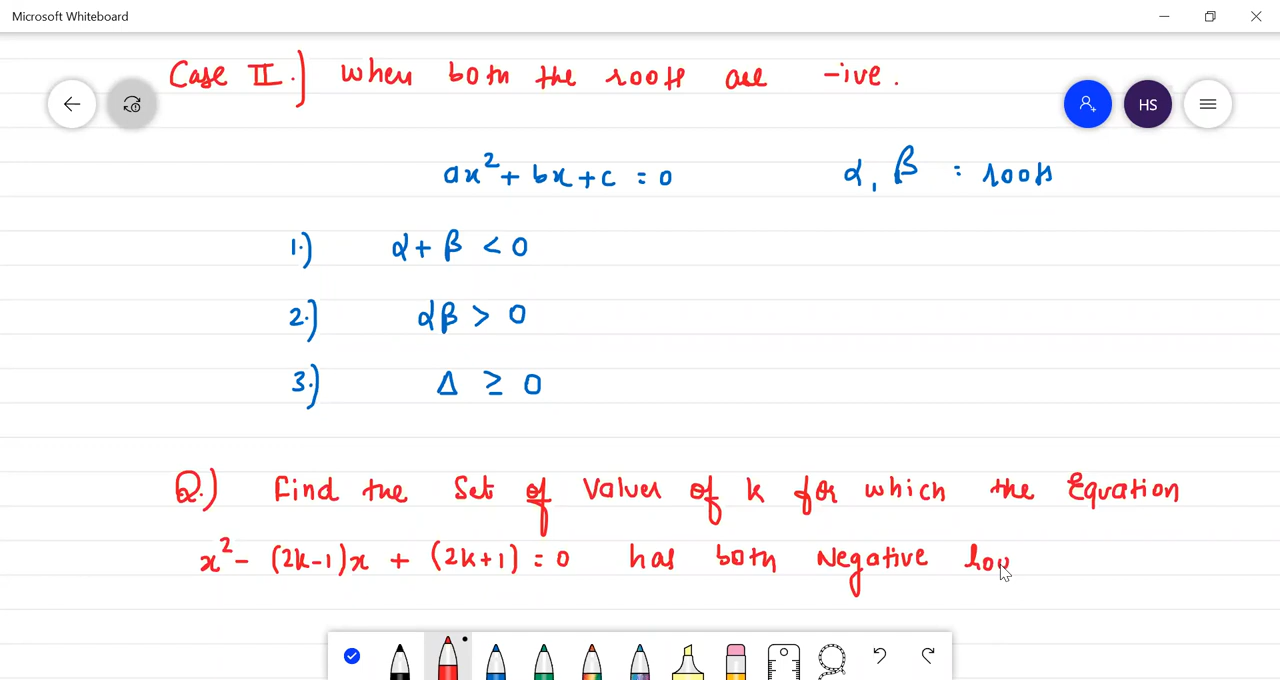 Microsoft Whiteboard
Case II.) when both the roots are -ive.
HS
ax² + bx + c = 0 α, β = roots
1.) α + β < 0
2.) αβ > 0
3.) Δ ≥ 0
Q.) Find the Set of Values of k for which the Equation
x² - (2k-1)x + (2k+1) = 0 has both Negative